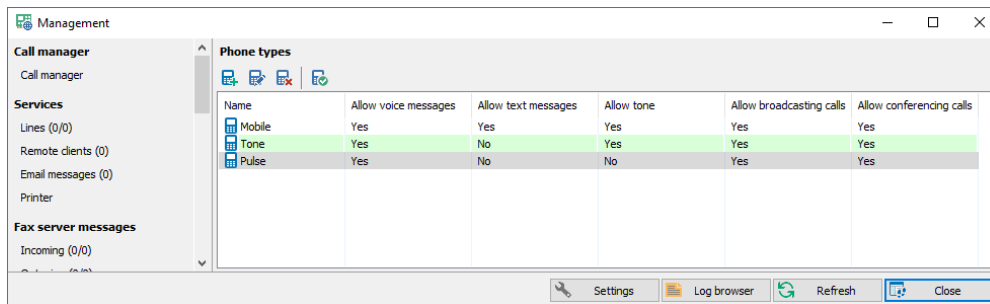 Management
Call manager
Call manager
Services
Lines (0/0)
Remote clients (0)
Email messages (0)
Printer
Fax server messages
Incoming (0/0)
Phone types
Name Allow voice messages Allow text messages Allow tone Allow broadcasting calls Allow conferencing calls
Mobile Yes Yes Yes Yes Yes
Tone Yes No Yes Yes Yes
Pulse Yes No No Yes Yes
Settings Log browser Refresh Close